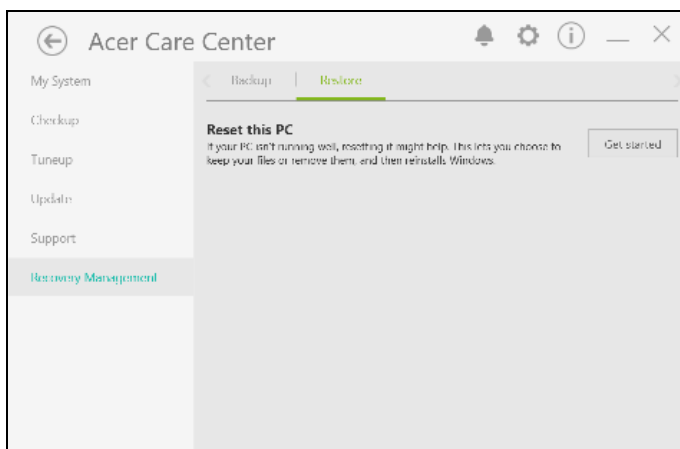 Acer Care Center
My System
Backup
Restore
Checkup
Reset this PC
If your PC isn't running well, resetting it might help. This lets you choose to
keep your files or remove them, and then reinstalls Windows.
Get started
Tuneup
Update
Support
Recovery Management